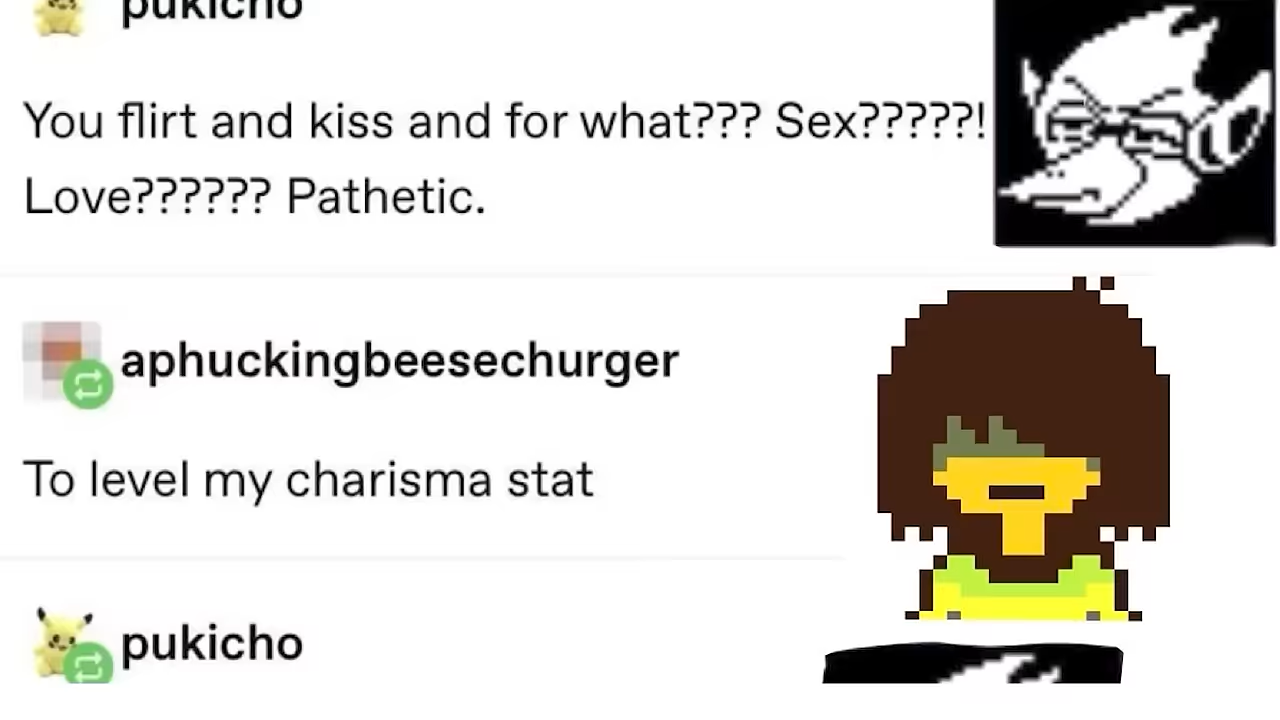 pukicho
You flirt and kiss and for what??? Sex?????!
Love?????? Pathetic.
aphuckingbeesechurger
To level my charisma stat
pukicho